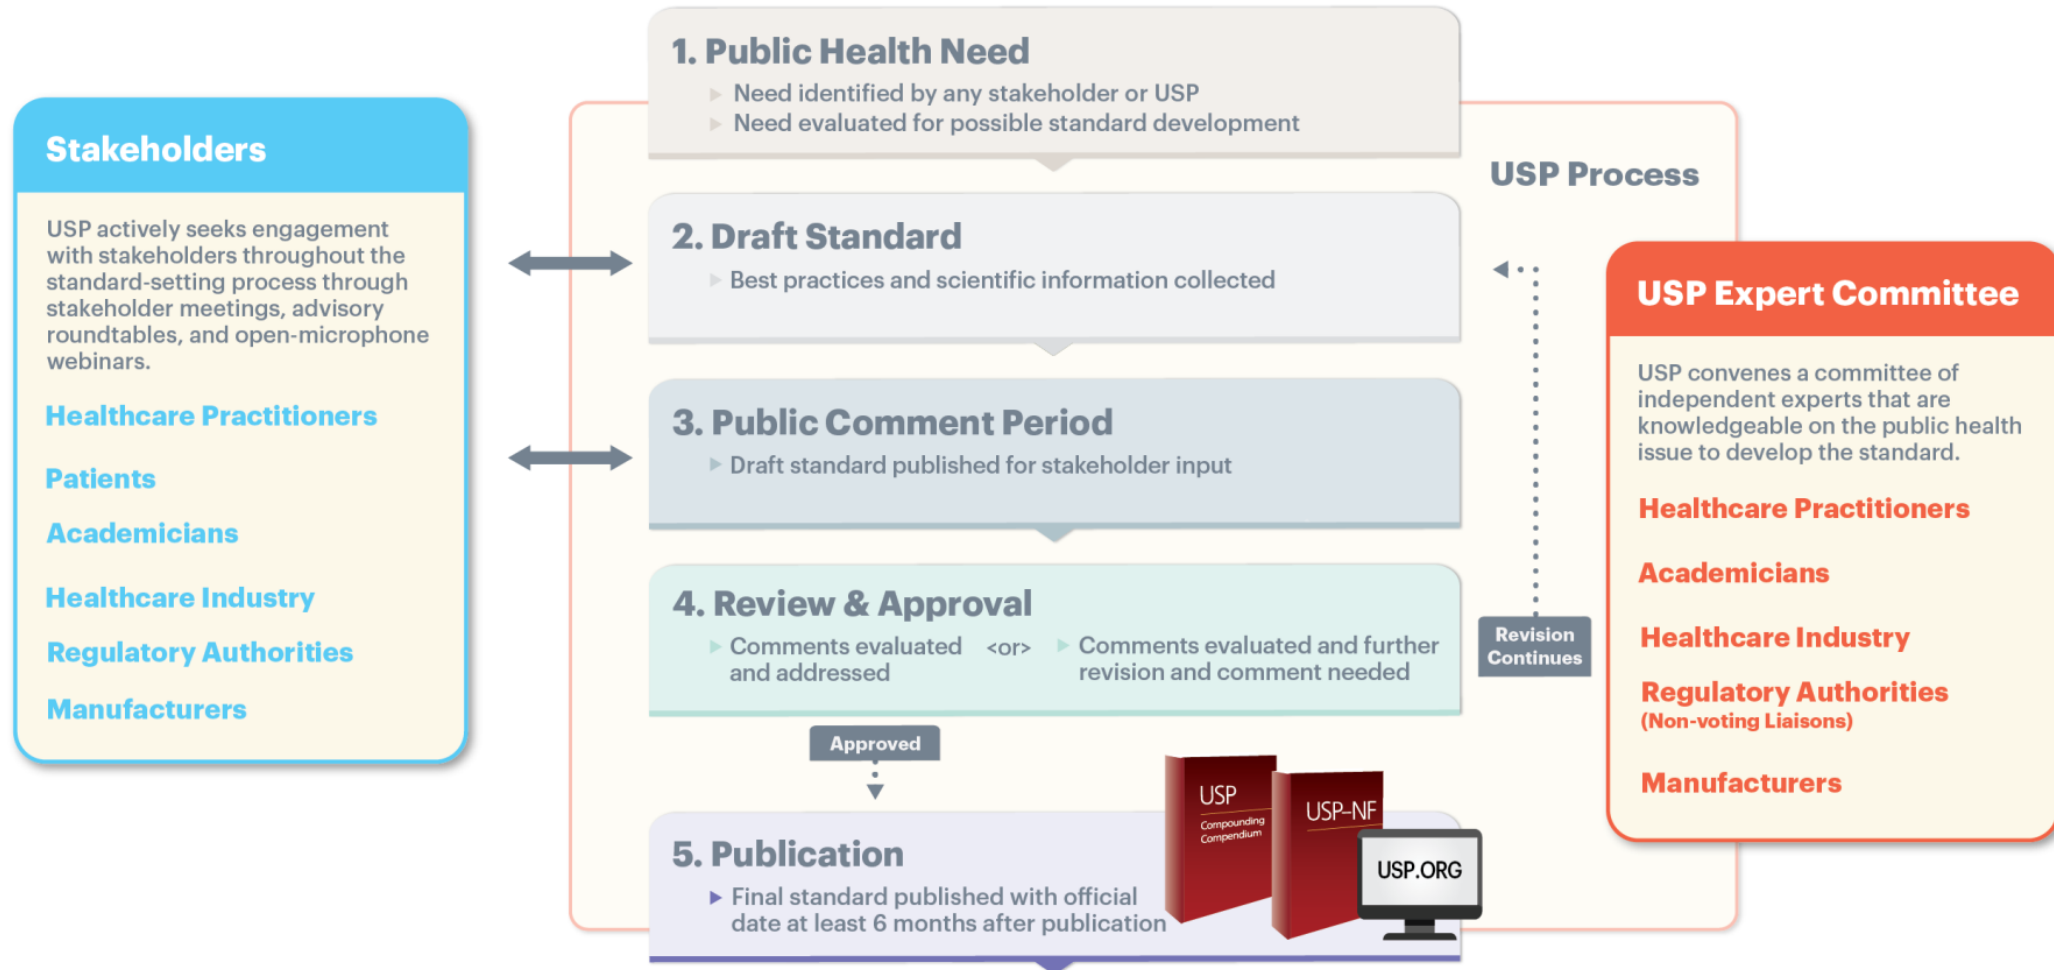 Stakeholders
USP actively seeks engagement
with stakeholders throughout the
standard-setting process through
stakeholder meetings, advisory
roundtables, and open-microphone
webinars.
Healthcare Practitioners
Patients
Academicians
Healthcare Industry
Regulatory Authorities
Manufacturers
1. Public Health Need
Need identified by any stakeholder or USP
Need evaluated for possible standard development
USP Process
2. Draft Standard
Best practices and scientific information collected
3. Public Comment Period
Draft standard published for stakeholder input
4. Review & Approval
Comments evaluated
and addressed
<or>
Comments evaluated and further
revision and comment needed
Revision
Continues
Approved
5. Publication
Final standard published with official
date at least 6 months after publication
USP
Compounding
Compendium
USP–NF
USP.ORG
USP Expert Committee
USP convenes a committee of
independent experts that are
knowledgeable on the public health
issue to develop the standard.
Healthcare Practitioners
Academicians
Healthcare Industry
Regulatory Authorities
(Non-voting Liaisons)
Manufacturers